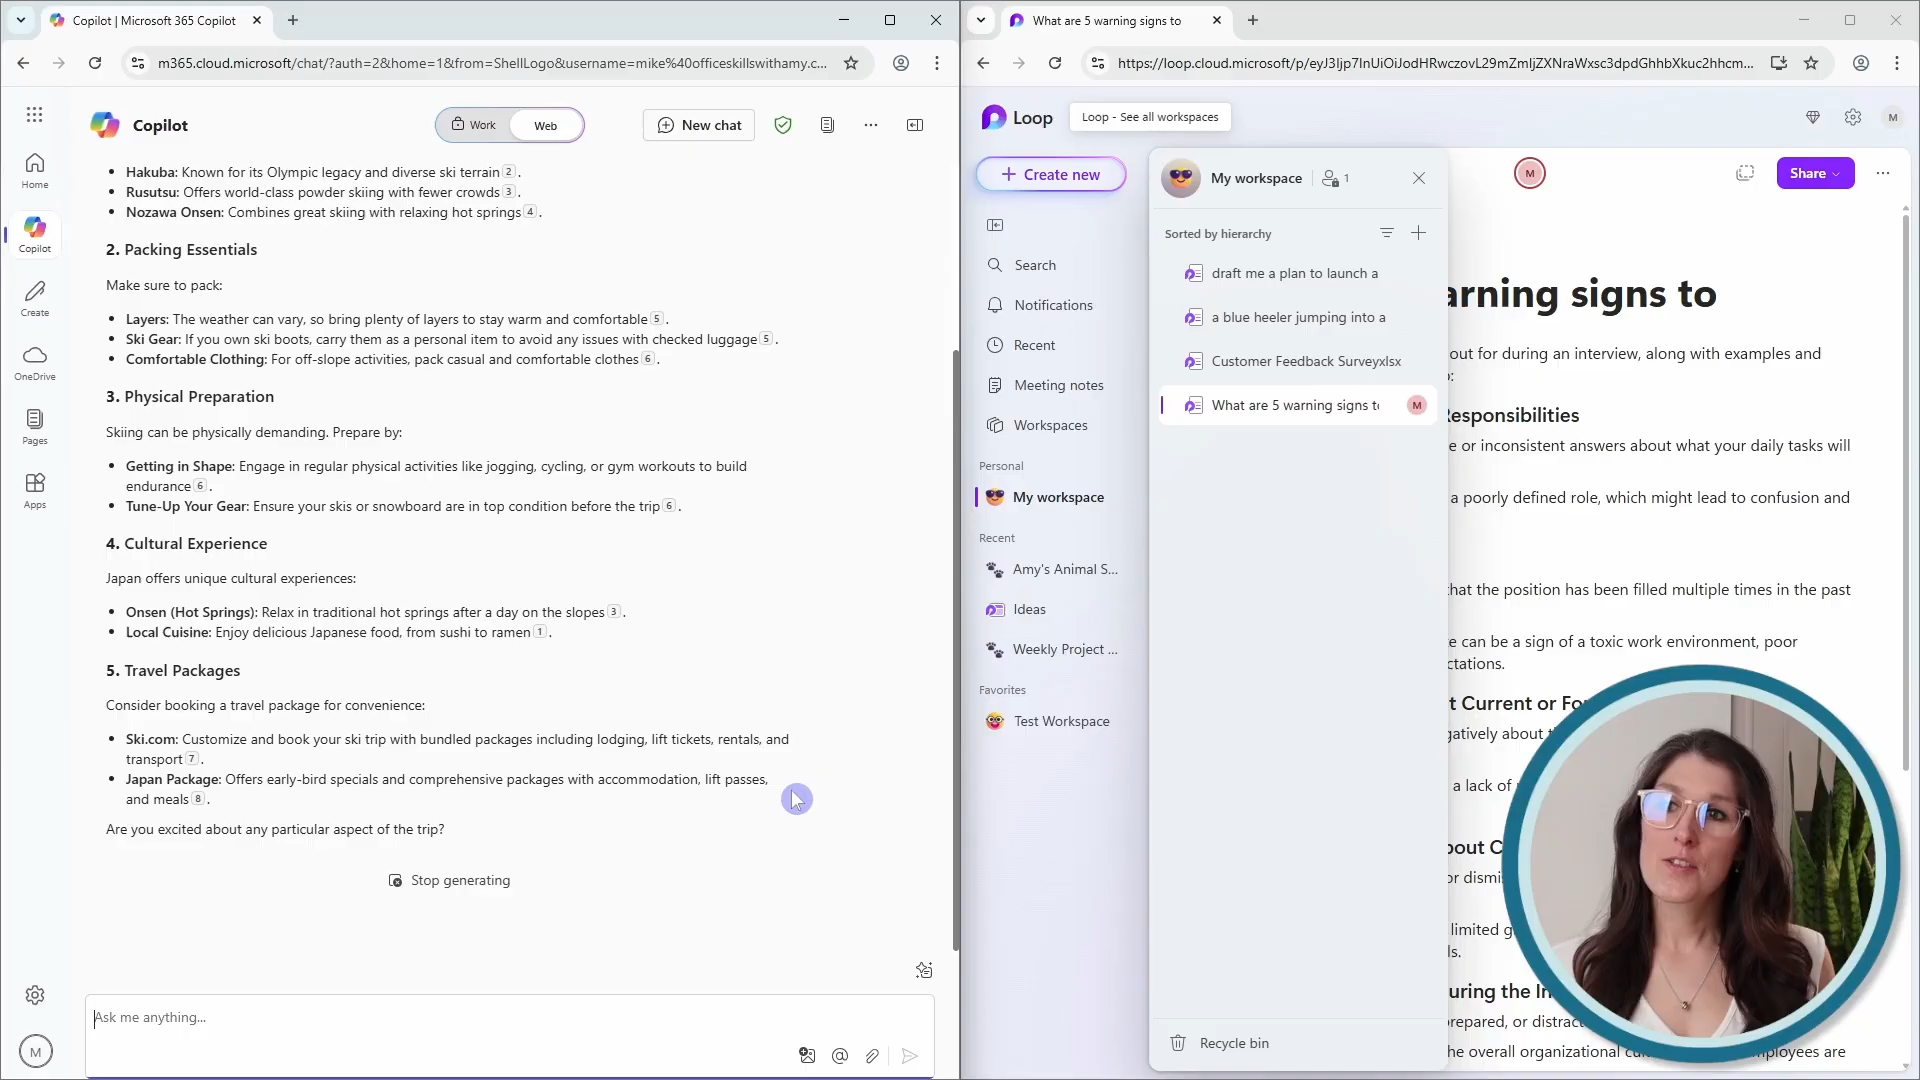 Copilot | Microsoft 365 Copilot
m365.cloud.microsoft/chat/?auth=2&home=1&from=ShellLogo&username=mike%40officeskillswithamy.c...
Copilot
Work
Web
New chat
Home
Copilot
Create
OneDrive
Pages
Apps
M
Hakuba: Known for its Olympic legacy and diverse ski terrain 2 .
Rusutsu: Offers world-class powder skiing with fewer crowds 3 .
Nozawa Onsen: Combines great skiing with relaxing hot springs 4 .
2. Packing Essentials
Make sure to pack:
Layers: The weather can vary, so bring plenty of layers to stay warm and comfortable 5 .
Ski Gear: If you own ski boots, carry them as a personal item to avoid any issues with checked luggage 5 .
Comfortable Clothing: For off-slope activities, pack casual and comfortable clothes 6 .
3. Physical Preparation
Skiing can be physically demanding. Prepare by:
Getting in Shape: Engage in regular physical activities like jogging, cycling, or gym workouts to build
endurance 6 .
Tune-Up Your Gear: Ensure your skis or snowboard are in top condition before the trip 6 .
4. Cultural Experience
Japan offers unique cultural experiences:
Onsen (Hot Springs): Relax in traditional hot springs after a day on the slopes 3 .
Local Cuisine: Enjoy delicious Japanese food, from sushi to ramen 1 .
5. Travel Packages
Consider booking a travel package for convenience:
Ski.com: Customize and book your ski trip with bundled packages including lodging, lift tickets, rentals, and
transport 7 .
Japan Package: Offers early-bird specials and comprehensive packages with accommodation, lift passes,
and meals 8 .
Are you excited about any particular aspect of the trip?
Stop generating
Ask me anything...
What are 5 warning signs to
Loop
Loop - See all workspaces
M
Create new
Search
Notifications
Recent
Meeting notes
Workspaces
Personal
My workspace
Recent
Amy's Animal S...
Ideas
Weekly Project ...
Favorites
Test Workspace
My workspace
1
Sorted by hierarchy
draft me a plan to launch a
a blue heeler jumping into a
Customer Feedback Surveyxlsx
What are 5 warning signs to
M
Recycle bin
M
Share
arning signs to
out for during an interview, along with examples and
Responsibilities
e or inconsistent answers about what your daily tasks will
a poorly defined role, which might lead to confusion and
that the position has been filled multiple times in the past
e can be a sign of a toxic work environment, poor
ctations.
t Current or Fo
gatively about
a lack of
bout C
or dismis
limited g
ls.
uring the In
prepared, or distract
he overall organizational
ployees are